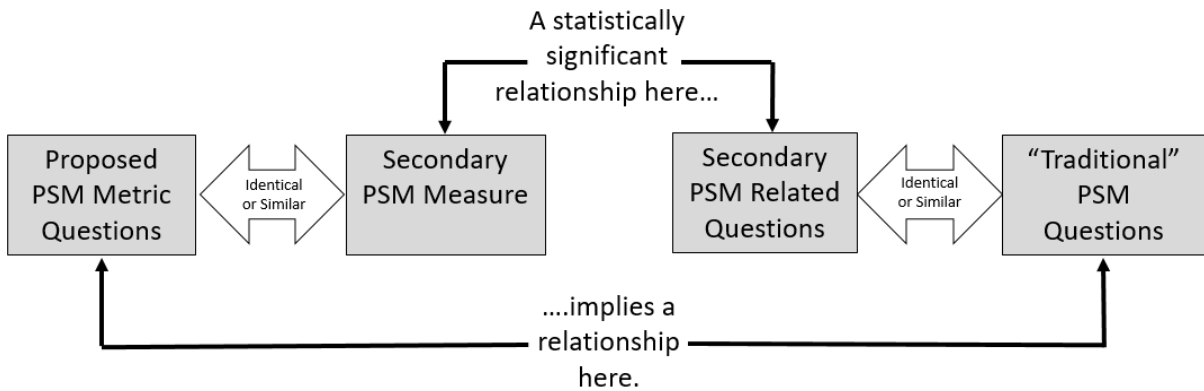 A statistically
significant
relationship here…
Proposed
PSM Metric
Questions
Identical
or Similar
Secondary
PSM Measure
Secondary
PSM Related
Questions
Identical
or Similar
“Traditional”
PSM
Questions
….implies a
relationship
here.